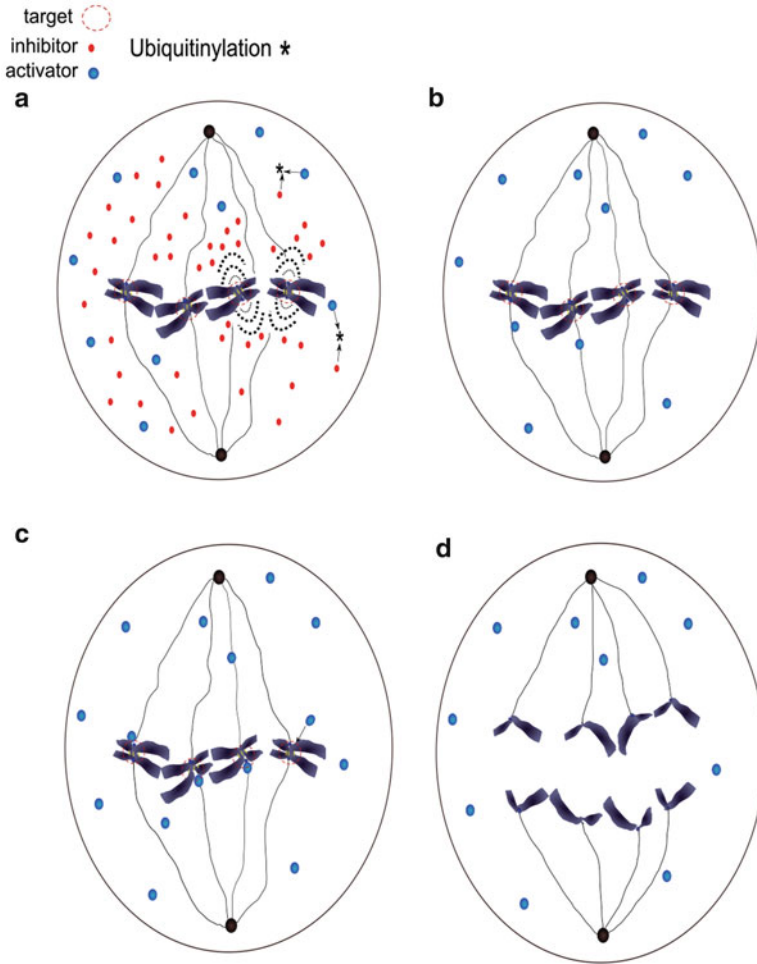 target
inhibitor Ubiquitinylation *
activator
a
b
*
*
c
d